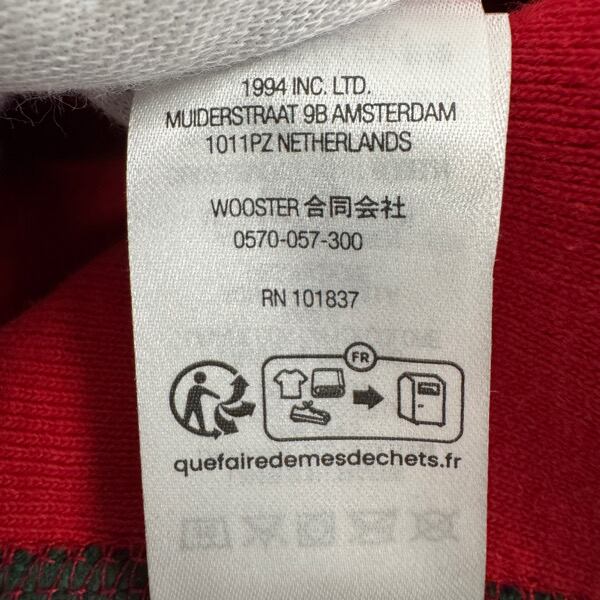 1994 INC. LTD.
MUIDERSTRAAT 9B AMSTERDAM
1011PZ NETHERLANDS
WOOSTER 合同会社
0570-057-300
RN 101837
FR
quefairedemesdechets.fr